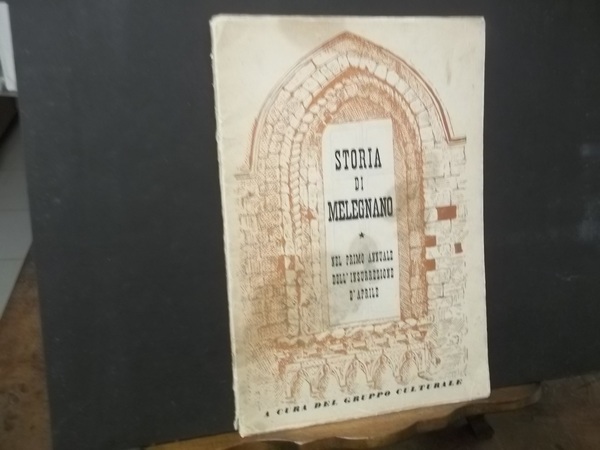 STORIA
DI
MELEGNANO
*
NEL PRIMO ANNUALE
DELL'INSURREZIONE
D'APRILE
A CURA DEL GRUPPO CULTURALE